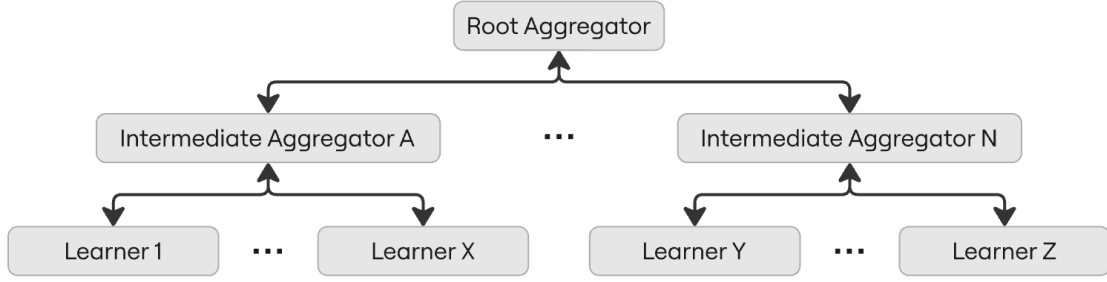 Root Aggregator
Intermediate Aggregator A
...
Intermediate Aggregator N
Learner 1
...
Learner X
Learner Y
...
Learner Z